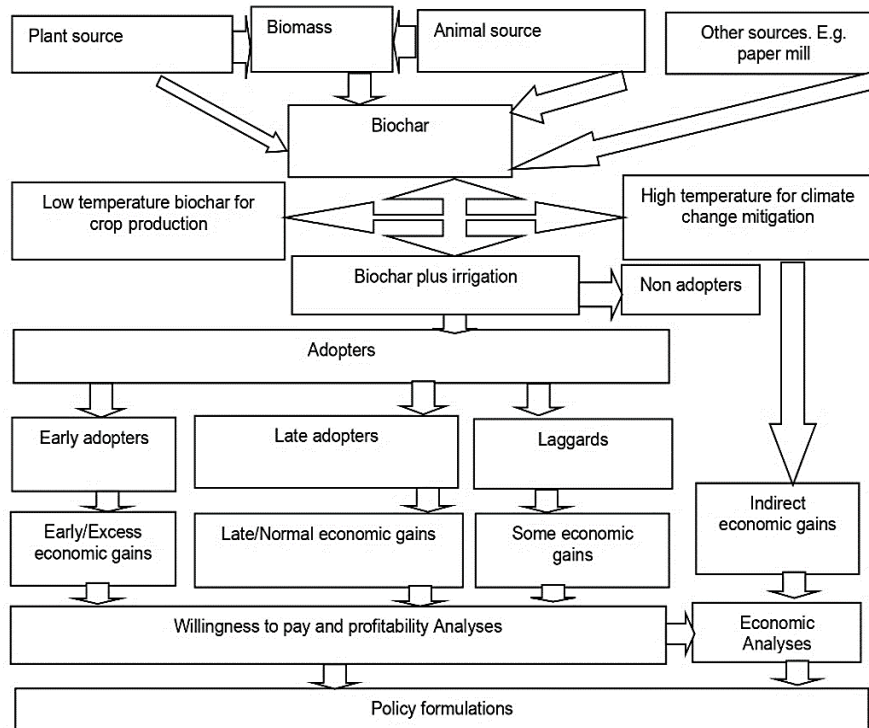 Plant source
Biomass
Animal source
Other sources. E.g.
paper mill
Biochar
Low temperature biochar for
crop production
High temperature for climate
change mitigation
Biochar plus irrigation
Non adopters
Adopters
Early adopters
Late adopters
Laggards
Early/Excess
economic gains
Late/Normal economic gains
Some economic
gains
Indirect
economic gains
Willingness to pay and profitability Analyses
Economic
Analyses
Policy formulations